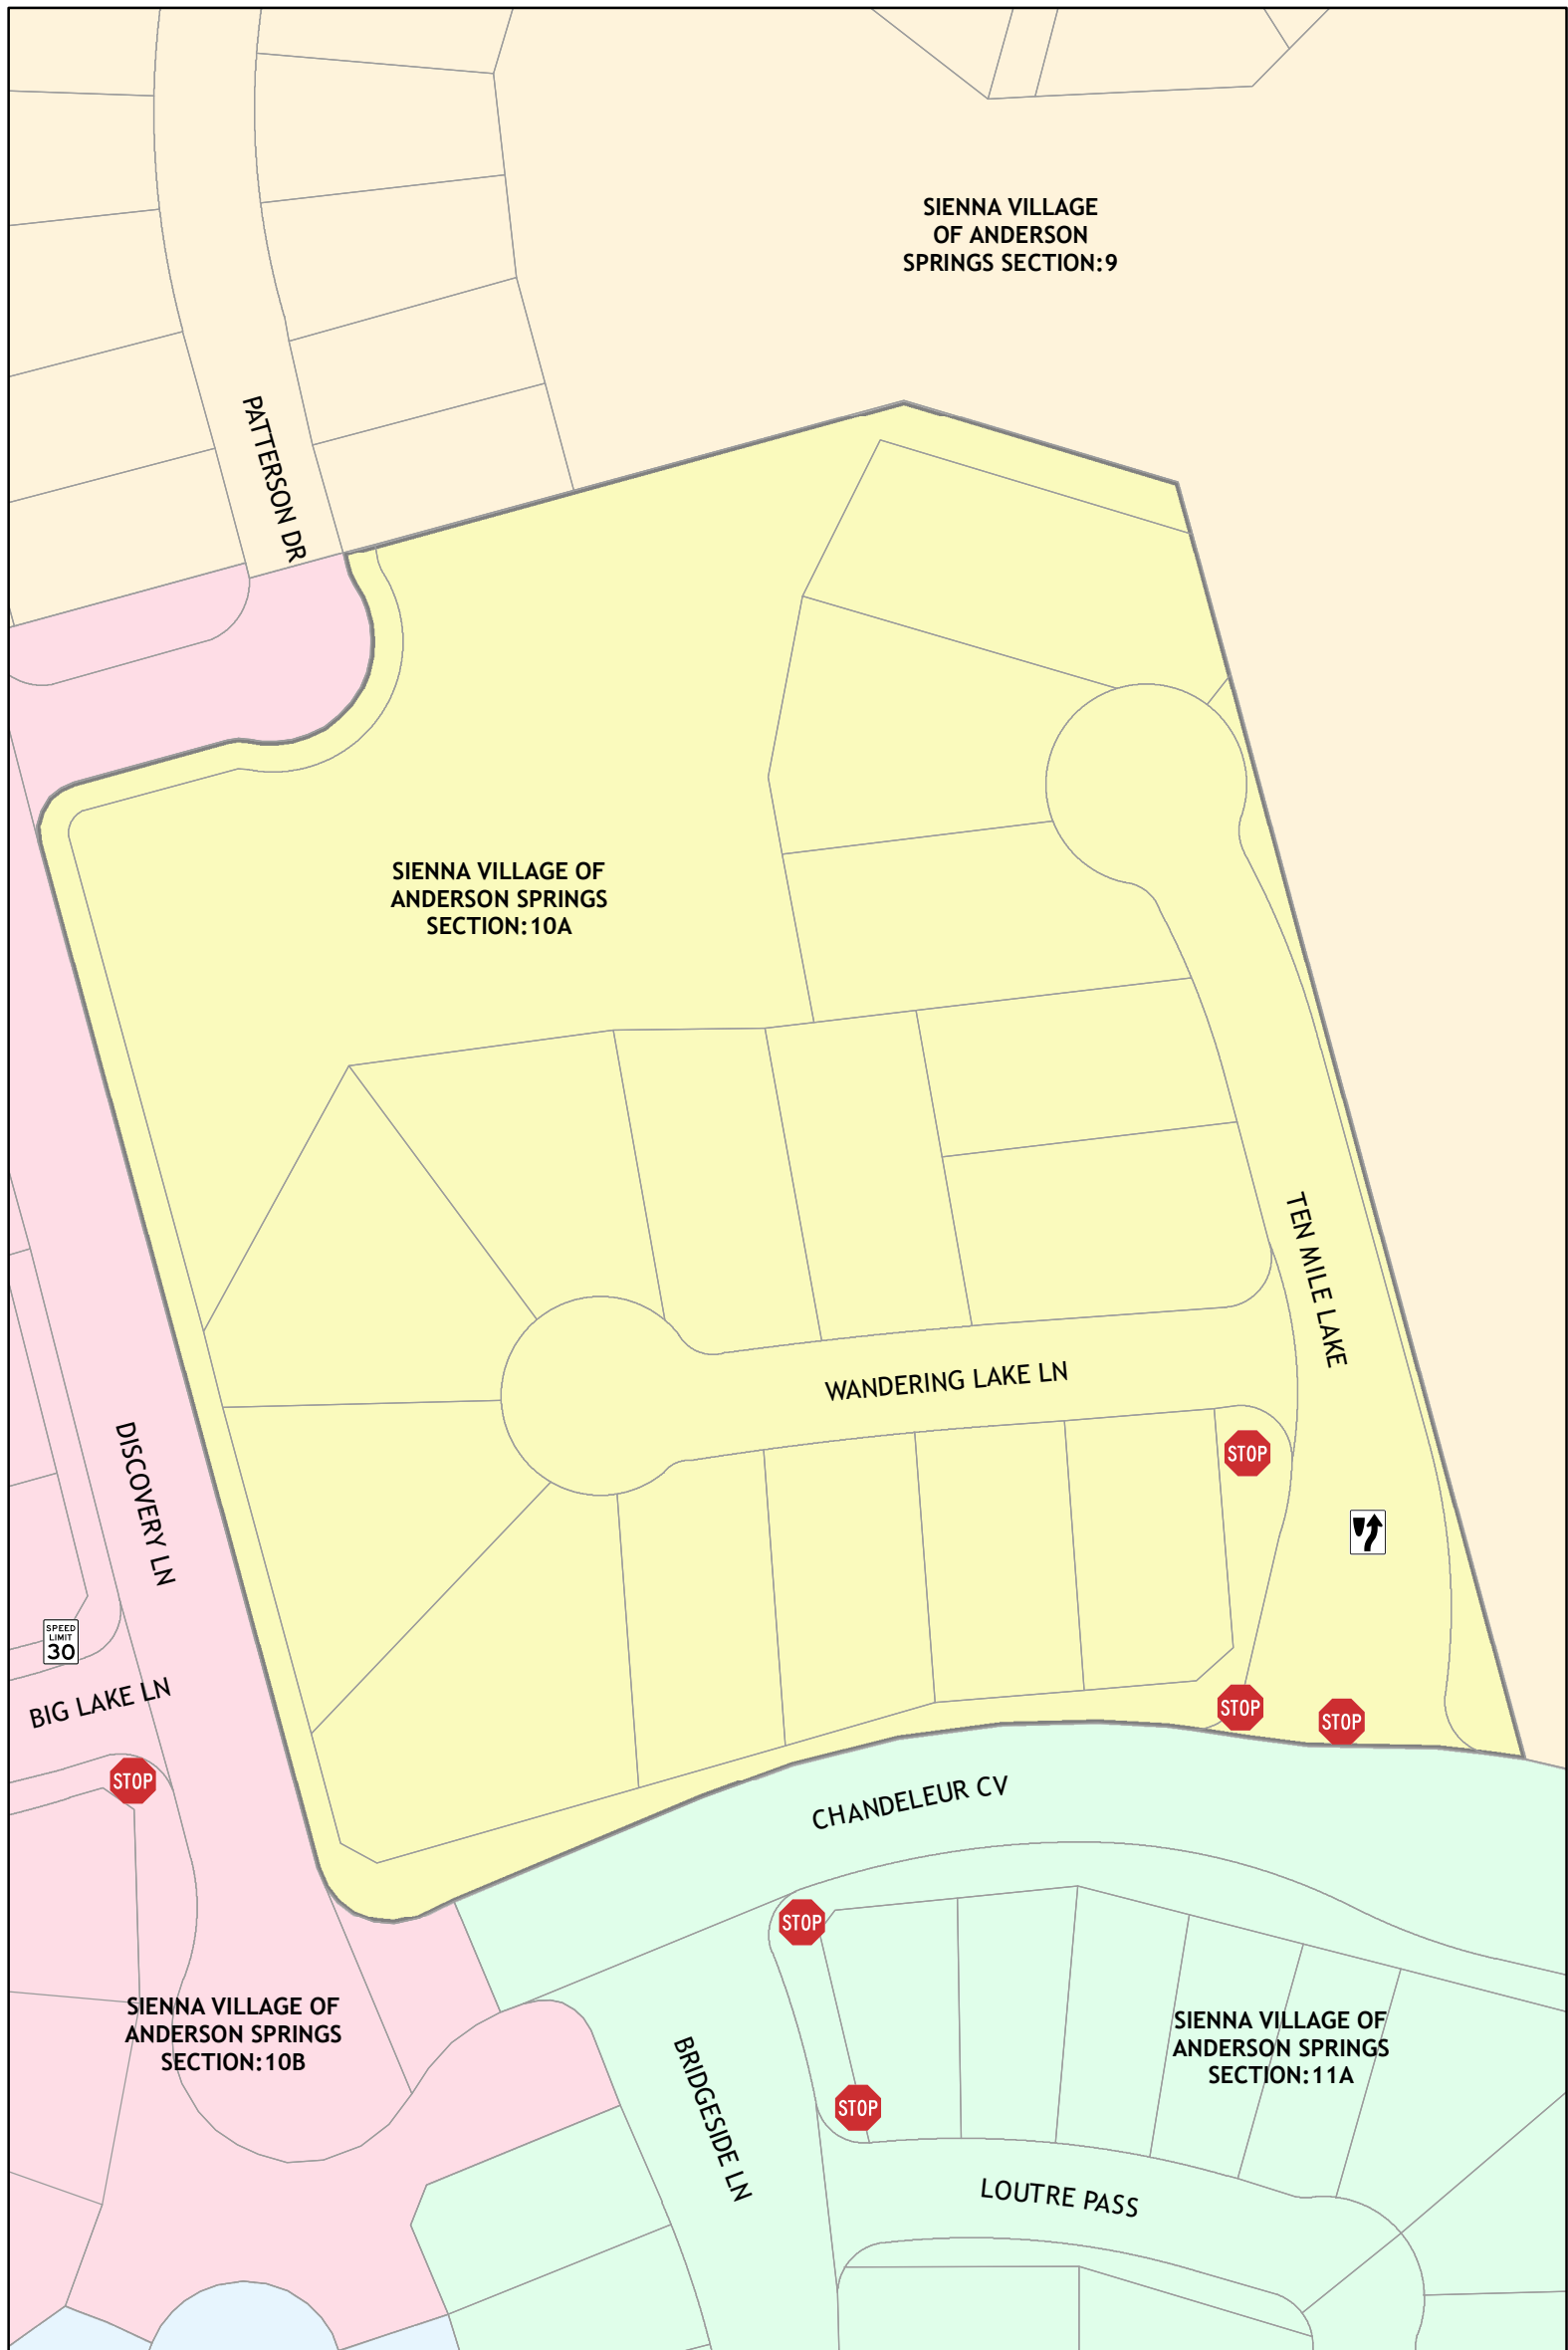 SIENNA VILLAGE
OF ANDERSON
SPRINGS SECTION:9
PATTERSON DR
SIENNA VILLAGE OF
ANDERSON SPRINGS
SECTION:10A
TEN MILE LAKE
WANDERING LAKE LN
STOP
DISCOVERY LN
SPEED
LIMIT
30
BIG LAKE LN
STOP
STOP
STOP
CHANDELEUR CV
STOP
SIENNA VILLAGE OF
ANDERSON SPRINGS
SECTION:10B
SIENNA VILLAGE OF
ANDERSON SPRINGS
SECTION:11A
BRIDGESIDE LN
STOP
LOUTRE PASS